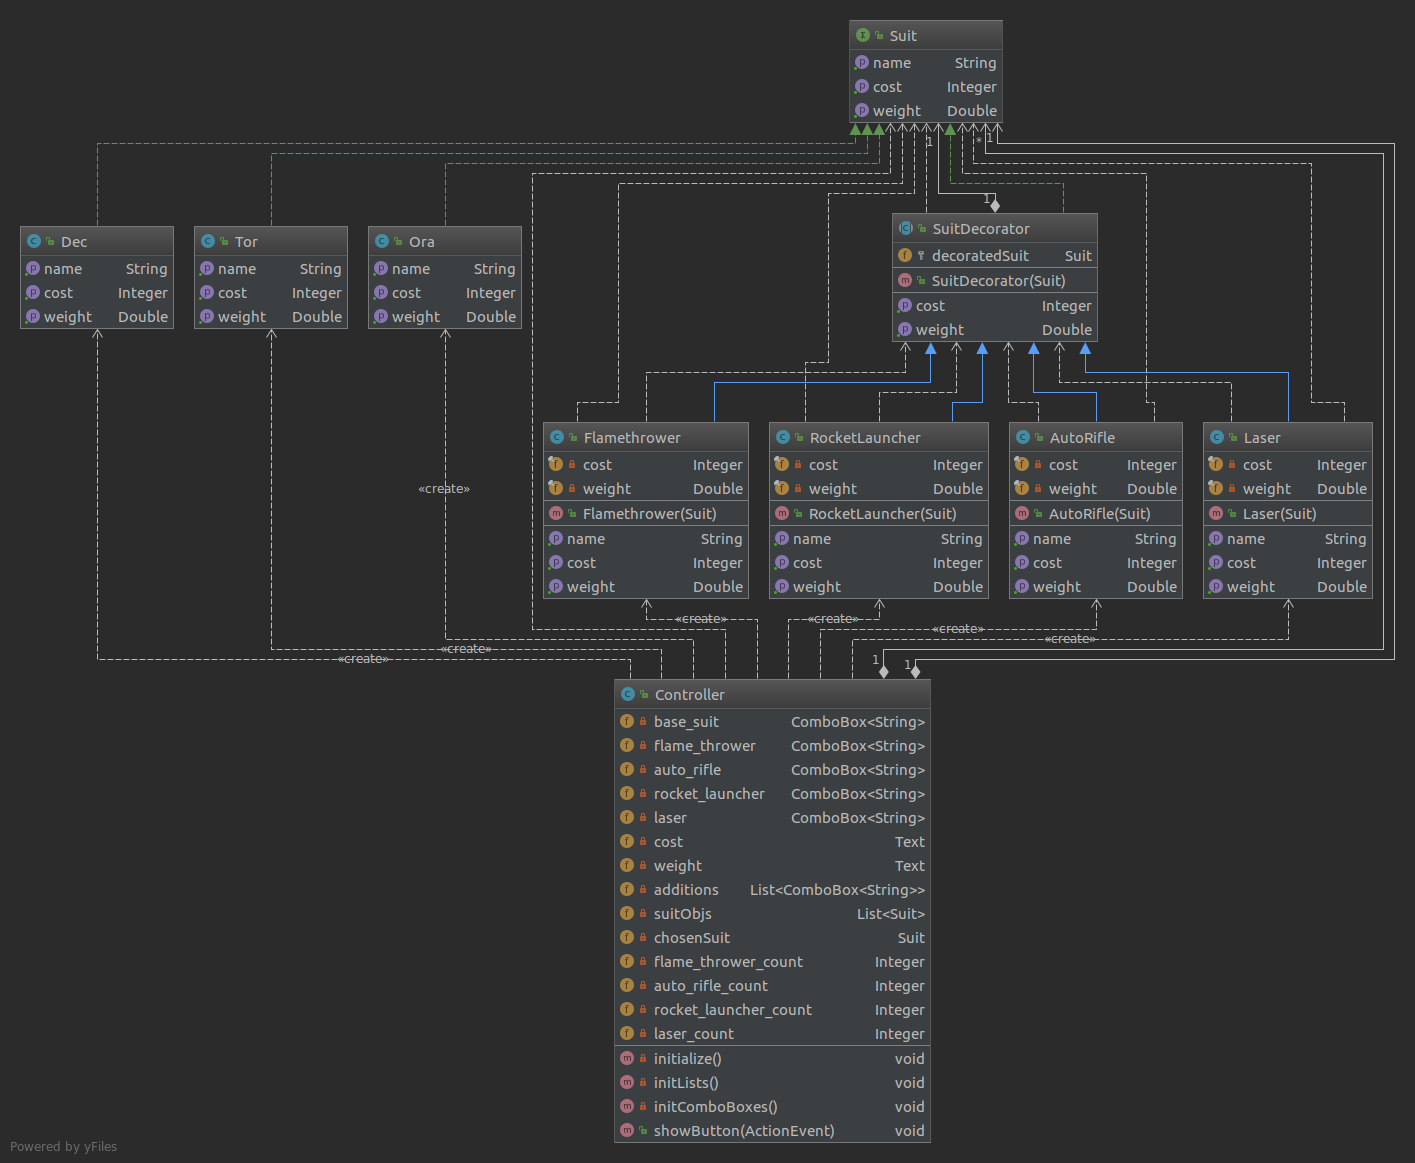 Suit
name String
cost Integer
weight Double
1
* 1
1
Dec
name String
cost Integer
weight Double
Tor
name String
cost Integer
weight Double
Ora
name String
cost Integer
weight Double
SuitDecorator
decoratedSuit Suit
SuitDecorator(Suit)
cost Integer
weight Double
«create»
Flamethrower
cost Integer
weight Double
Flamethrower(Suit)
name String
cost Integer
weight Double
RocketLauncher
cost Integer
weight Double
RocketLauncher(Suit)
name String
cost Integer
weight Double
AutoRifle
cost Integer
weight Double
AutoRifle(Suit)
name String
cost Integer
weight Double
Laser
cost Integer
weight Double
Laser(Suit)
name String
cost Integer
weight Double
«create» «create»
«create»
«create»
«create»
«create»
1 1
Controller
base_suit ComboBox<String>
flame_thrower ComboBox<String>
auto_rifle ComboBox<String>
rocket_launcher ComboBox<String>
laser ComboBox<String>
cost Text
weight Text
additions List<ComboBox<String>>
suitObjs List<Suit>
chosenSuit Suit
flame_thrower_count Integer
auto_rifle_count Integer
rocket_launcher_count Integer
laser_count Integer
initialize() void
initLists() void
initComboBoxes() void
showButton(ActionEvent) void
Powered by yFiles